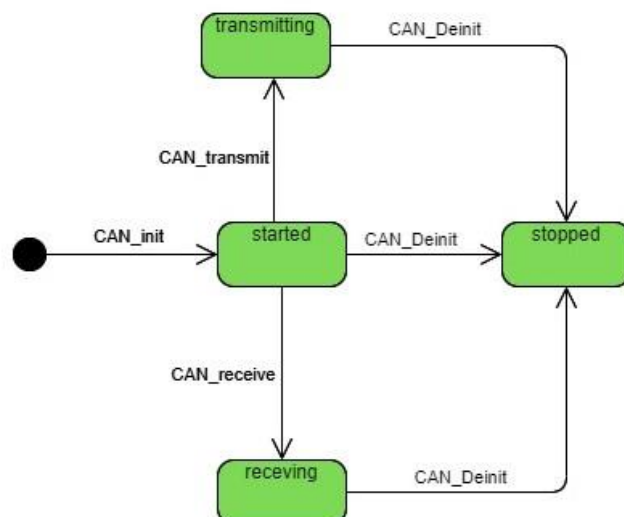 transmitting
CAN_Deinit
CAN_transmit
CAN_init
started
CAN_Deinit
stopped
CAN_receive
receving
CAN_Deinit